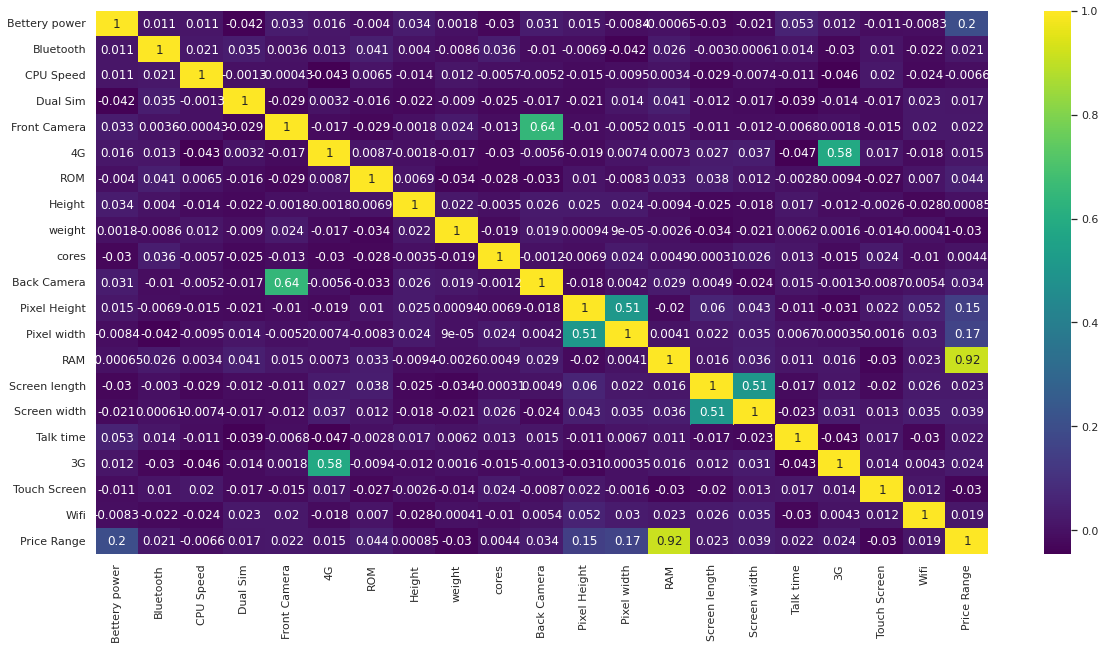 Bettery power 1 0.011 0.011 -0.042 0.033 0.016 -0.004 0.034 0.0018 -0.03 0.031 0.015 -0.0084 -0.00065 -0.03 -0.021 0.053 0.012 -0.011 -0.0083 0.2 1.0
Bluetooth 0.011 1 0.021 0.035 0.0036 0.013 0.041 0.004 -0.0086 0.036 -0.01 -0.0069 -0.042 0.026 -0.003 0.00061 0.014 -0.03 0.01 -0.022 0.021
CPU Speed 0.011 0.021 1 -0.0013 -0.00043 -0.043 0.0065 -0.014 0.012 -0.0057 -0.0052 -0.015 -0.0095 0.0034 -0.029 -0.0074 -0.011 -0.046 0.02 -0.024 -0.0066
Dual Sim -0.042 0.035 -0.0013 1 -0.029 0.0032 -0.016 -0.022 -0.009 -0.025 -0.017 -0.021 0.014 0.041 -0.012 -0.017 -0.039 -0.014 -0.017 0.023 0.017
0.8
Front Camera 0.033 0.0036 -0.00043 -0.029 1 -0.017 -0.029 -0.0018 0.024 -0.013 0.64 -0.01 -0.0052 0.015 -0.011 -0.012 -0.0068 0.0018 -0.015 0.02 0.022
4G 0.016 0.013 -0.043 0.0032 -0.017 1 0.0087 -0.0018 -0.017 -0.03 -0.0056 -0.019 0.0074 0.0073 0.027 0.037 -0.047 0.58 0.017 -0.018 0.015
ROM -0.004 0.041 0.0065 -0.016 -0.029 0.0087 1 0.0069 -0.034 -0.028 -0.033 0.01 -0.0083 0.033 0.038 0.012 -0.0028 -0.0094 -0.027 0.007 0.044
Height 0.034 0.004 -0.014 -0.022 -0.0018 -0.0018 0.0069 1 0.022 -0.0035 0.026 0.025 0.024 -0.0094 -0.025 -0.018 0.017 -0.012 -0.0026 -0.028 0.00085
0.6
weight 0.0018 -0.0086 0.012 -0.009 0.024 -0.017 -0.034 0.022 1 -0.019 0.019 0.00094 9e-05 -0.0026 -0.034 -0.021 0.0062 0.0016 -0.014 -0.00041 -0.03
cores -0.03 0.036 -0.0057 -0.025 -0.013 -0.03 -0.028 -0.0035 -0.019 1 -0.0012 -0.0069 0.024 0.0049 -0.00031 0.026 0.013 -0.015 0.024 -0.01 0.0044
Back Camera 0.031 -0.01 -0.0052 -0.017 0.64 -0.0056 -0.033 0.026 0.019 -0.0012 1 -0.018 0.0042 0.029 0.0049 -0.024 0.015 -0.0013 -0.0087 0.0054 0.034
Pixel Height 0.015 -0.0069 -0.015 -0.021 -0.01 -0.019 0.01 0.025 0.00094 -0.0069 -0.018 1 0.51 -0.02 0.06 0.043 -0.011 -0.031 0.022 0.052 0.15
0.4
Pixel width -0.0084 -0.042 -0.0095 0.014 -0.0052 0.0074 -0.0083 0.024 9e-05 0.024 0.0042 0.51 1 0.0041 0.022 0.035 0.0067 0.00035 -0.0016 0.03 0.17
RAM 0.00065 0.026 0.0034 0.041 0.015 0.0073 0.033 -0.0094 -0.0026 0.0049 0.029 -0.02 0.0041 1 0.016 0.036 0.011 0.016 -0.03 0.023 0.92
Screen length -0.03 -0.003 -0.029 -0.012 -0.011 0.027 0.038 -0.025 -0.034 -0.00031 0.0049 0.06 0.022 0.016 1 0.51 -0.017 0.012 -0.02 0.026 0.023
Screen width -0.021 0.00061 -0.0074 -0.017 -0.012 0.037 0.012 -0.018 -0.021 0.026 -0.024 0.043 0.035 0.036 0.51 1 -0.023 0.031 0.013 0.035 0.039
0.2
Talk time 0.053 0.014 -0.011 -0.039 -0.0068 -0.047 -0.0028 0.017 0.0062 0.013 0.015 -0.011 0.0067 0.011 -0.017 -0.023 1 -0.043 0.017 -0.03 0.022
3G 0.012 -0.03 -0.046 -0.014 0.0018 0.58 -0.0094 -0.012 0.0016 -0.015 -0.0013 -0.031 0.00035 0.016 0.012 0.031 -0.043 1 0.014 0.0043 0.024
Touch Screen -0.011 0.01 0.02 -0.017 -0.015 0.017 -0.027 -0.0026 -0.014 0.024 -0.0087 0.022 -0.0016 -0.03 -0.02 0.013 0.017 0.014 1 0.012 -0.03
Wifi -0.0083 -0.022 -0.024 0.023 0.02 -0.018 0.007 -0.028 -0.00041 -0.01 0.0054 0.052 0.03 0.023 0.026 0.035 -0.03 0.0043 0.012 1 0.019
0.0
Price Range 0.2 0.021 -0.0066 0.017 0.022 0.015 0.044 0.00085 -0.03 0.0044 0.034 0.15 0.17 0.92 0.023 0.039 0.022 0.024 -0.03 0.019 1
Bettery power
Bluetooth
CPU Speed
Dual Sim
Front Camera
4G
ROM
Height
weight
cores
Back Camera
Pixel Height
Pixel width
RAM
Screen length
Screen width
Talk time
3G
Touch Screen
Wifi
Price Range